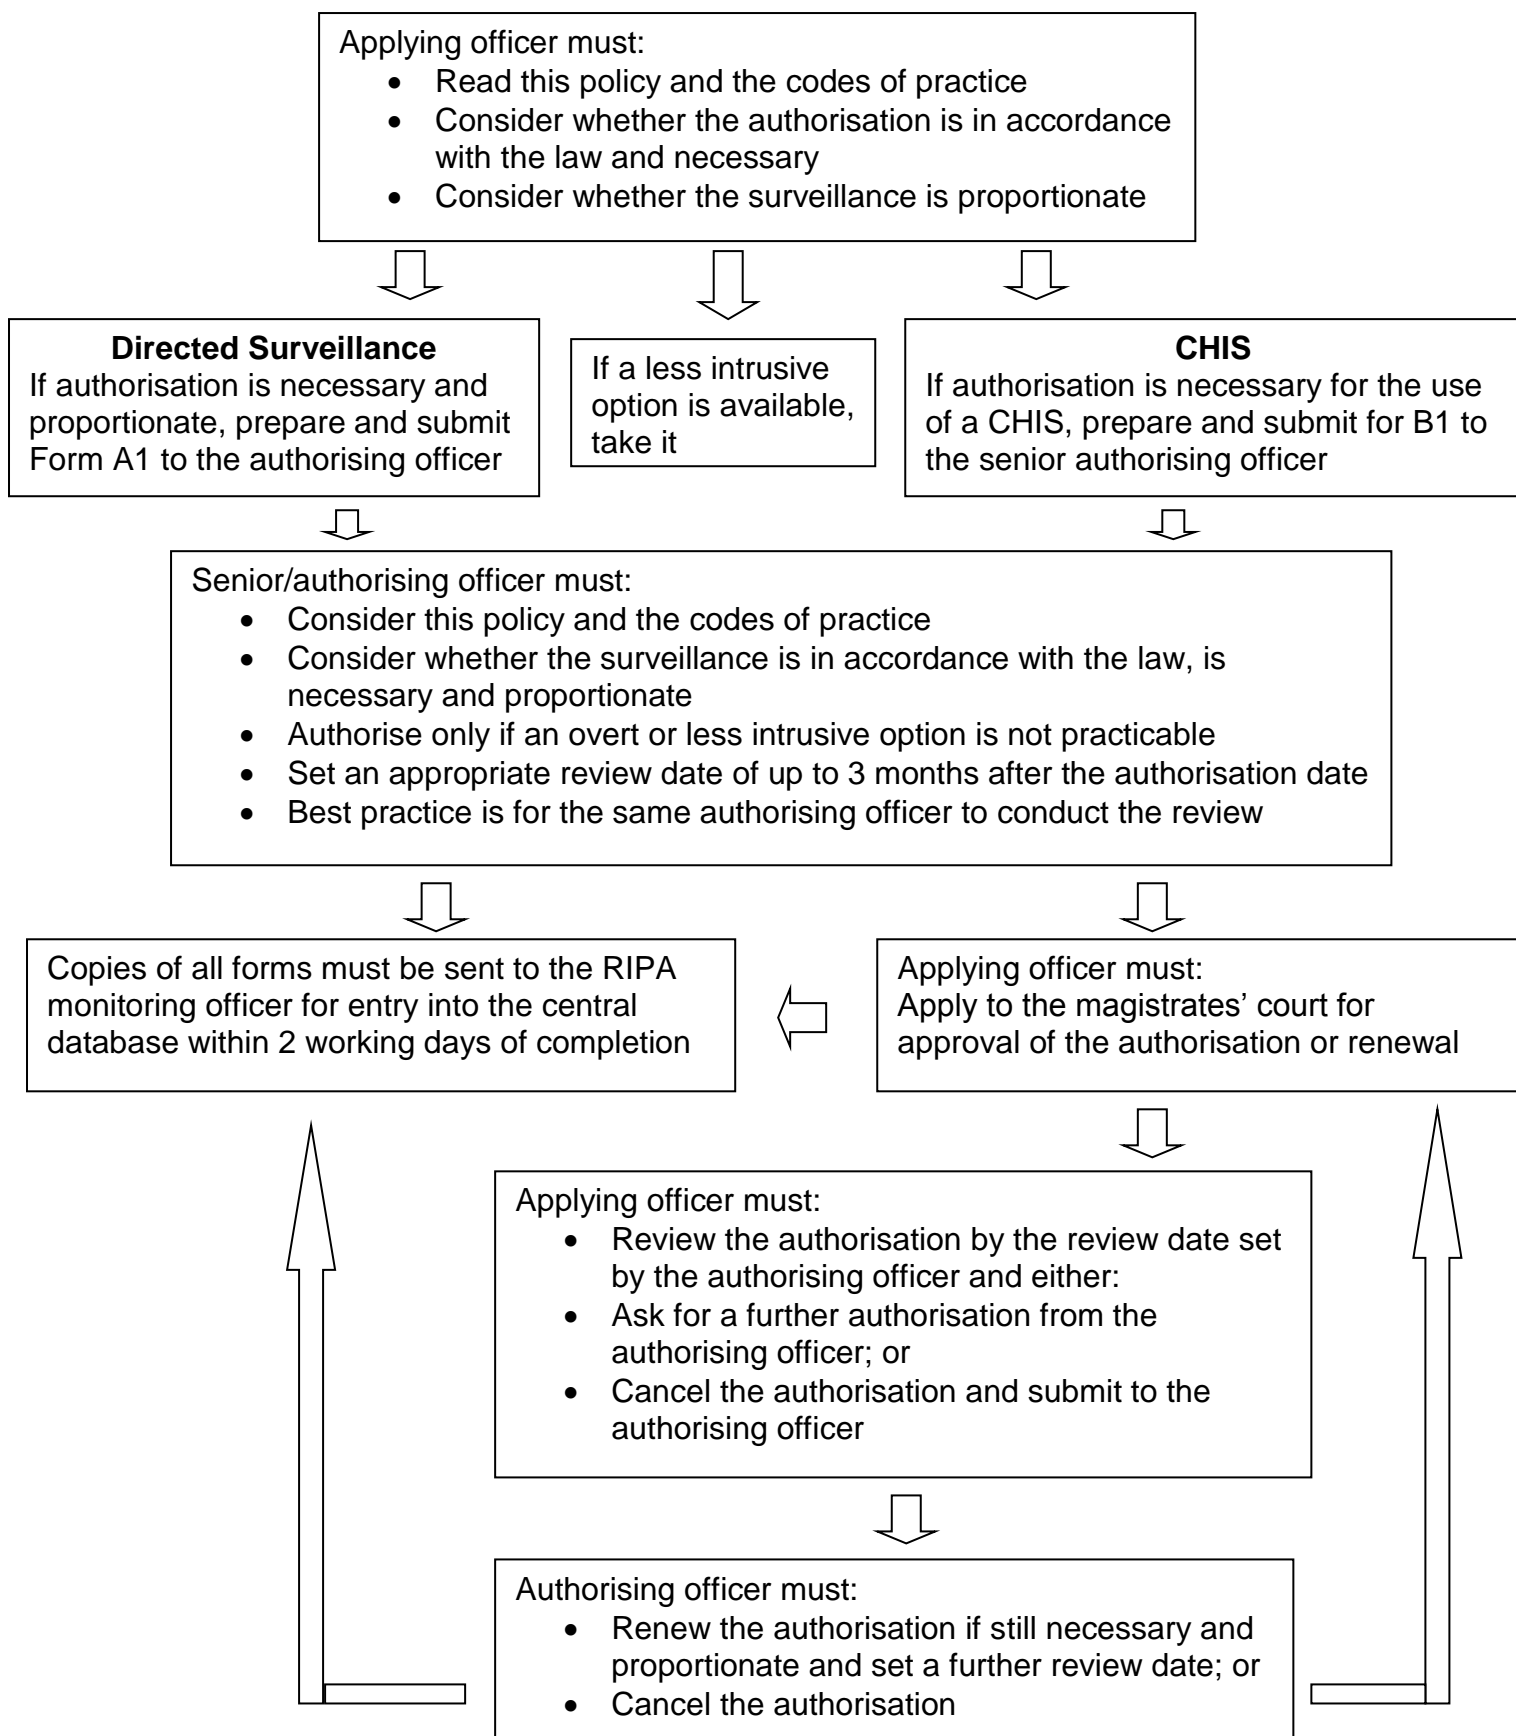 Applying officer must:
• Read this policy and the codes of practice
• Consider whether the authorisation is in accordance
with the law and necessary
• Consider whether the surveillance is proportionate
Directed Surveillance
If authorisation is necessary and
proportionate, prepare and submit
Form A1 to the authorising officer
If a less intrusive
option is available,
take it
CHIS
If authorisation is necessary for the use
of a CHIS, prepare and submit for B1 to
the senior authorising officer
Senior/authorising officer must:
• Consider this policy and the codes of practice
• Consider whether the surveillance is in accordance with the law, is
necessary and proportionate
• Authorise only if an overt or less intrusive option is not practicable
• Set an appropriate review date of up to 3 months after the authorisation date
• Best practice is for the same authorising officer to conduct the review
Copies of all forms must be sent to the RIPA
monitoring officer for entry into the central
database within 2 working days of completion
Applying officer must:
Apply to the magistrates’ court for
approval of the authorisation or renewal
Applying officer must:
• Review the authorisation by the review date set
by the authorising officer and either:
• Ask for a further authorisation from the
authorising officer; or
• Cancel the authorisation and submit to the
authorising officer
Authorising officer must:
• Renew the authorisation if still necessary and
proportionate and set a further review date; or
• Cancel the authorisation